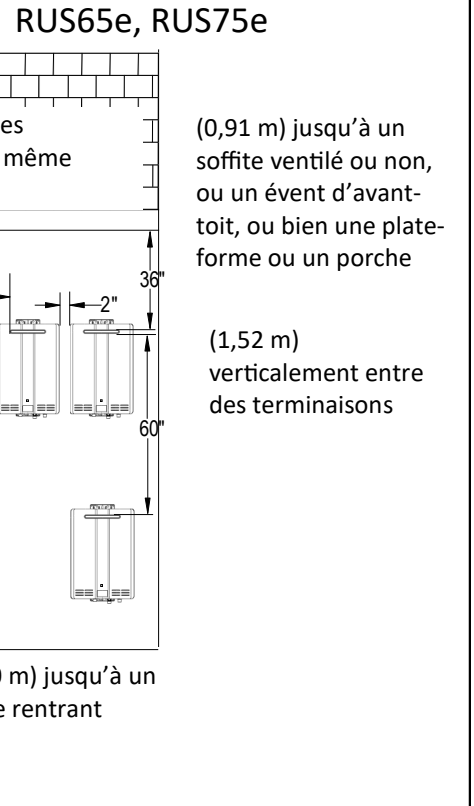 RUS65e, RUS75e
es
même
(0,91 m) jusqu’à un
soffite ventilé ou non,
ou un évent d’avant-
toit, ou bien une plate-
forme ou un porche
36"
2"
(1,52 m)
verticalement entre
des terminaisons
60"
m) jusqu’à un
e rentrant